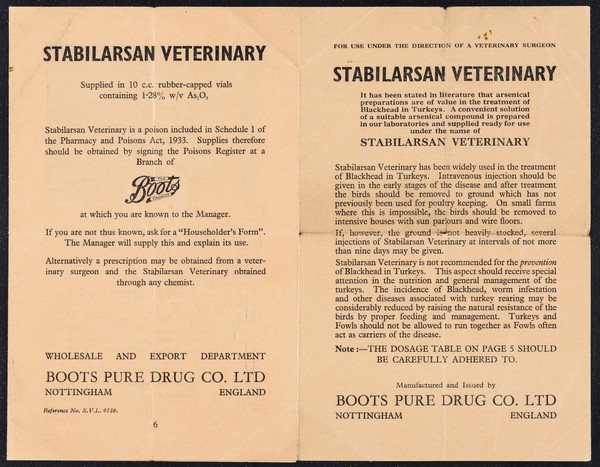 STABILARSAN VETERINARY
Supplied in 10 c.c. rubber-capped vials
containing 1·28% w/v As₂O₃
Stabilarsan Veterinary is a poison included in Schedule 1 of
the Pharmacy and Poisons Act, 1933. Supplies therefore
should be obtained by signing the Poisons Register at a
Branch of
Boots
at which you are known to the Manager.
If you are not thus known, ask for a "Householder's Form".
The Manager will supply this and explain its use.
Alternatively a prescription may be obtained from a veter-
inary surgeon and the Stabilarsan Veterinary obtained
through any chemist.
WHOLESALE AND EXPORT DEPARTMENT
BOOTS PURE DRUG CO. LTD
NOTTINGHAM ENGLAND
Reference No. S.V.L. 0739.
6
FOR USE UNDER THE DIRECTION OF A VETERINARY SURGEON
STABILARSAN VETERINARY
It has been stated in literature that arsenical
preparations are of value in the treatment of
Blackhead in Turkeys. A convenient solution
of a suitable arsenical compound is prepared
in our laboratories and supplied ready for use
under the name of
STABILARSAN VETERINARY
Stabilarsan Veterinary has been widely used in the treatment
of Blackhead in Turkeys. Intravenous injection should be
given in the early stages of the disease and after treatment
the birds should be removed to ground which has not
previously been used for poultry keeping. On small farms
where this is impossible, the birds should be removed to
intensive houses with sun parlours and wire floors.
If, however, the ground is not heavily stocked, several
injections of Stabilarsan Veterinary at intervals of not more
than nine days may be given.
Stabilarsan Veterinary is not recommended for the prevention
of Blackhead in Turkeys. This aspect should receive special
attention in the nutrition and general management of the
turkeys. The incidence of Blackhead, worm infestation
and other diseases associated with turkey rearing may be
considerably reduced by raising the natural resistance of the
birds by proper feeding and management. Turkeys and
Fowls should not be allowed to run together as Fowls often
act as carriers of the disease.
Note:—THE DOSAGE TABLE ON PAGE 5 SHOULD
BE CAREFULLY ADHERED TO.
Manufactured and Issued by
BOOTS PURE DRUG CO. LTD
NOTTINGHAM ENGLAND